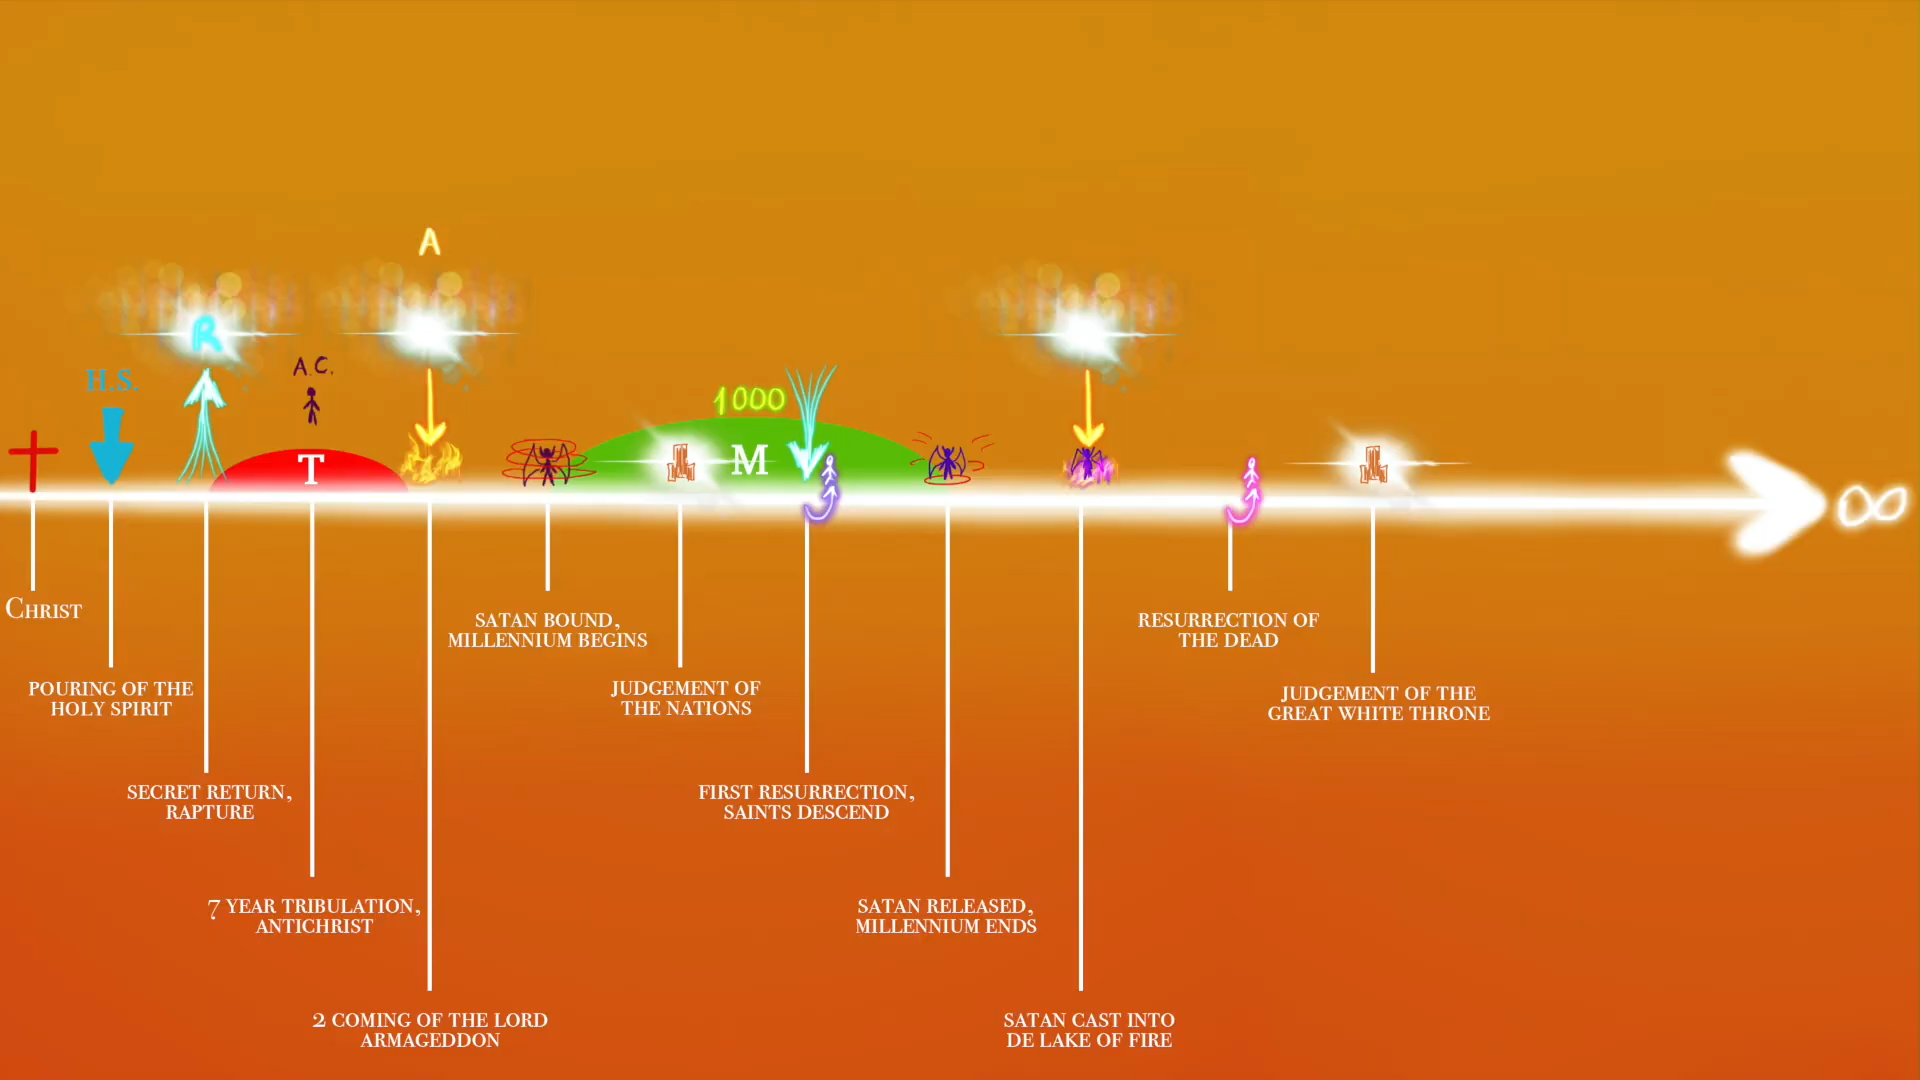 A
R
A.C.
H.S.
1000
T
M
∞
Christ
POURING OF THE
HOLY SPIRIT
SECRET RETURN,
RAPTURE
7 YEAR TRIBULATION,
ANTICHRIST
2 COMING OF THE LORD
ARMAGEDDON
SATAN BOUND,
MILLENNIUM BEGINS
JUDGEMENT OF
THE NATIONS
FIRST RESURRECTION,
SAINTS DESCEND
SATAN RELEASED,
MILLENNIUM ENDS
SATAN CAST INTO
DE LAKE OF FIRE
RESURRECTION OF
THE DEAD
JUDGEMENT OF THE
GREAT WHITE THRONE